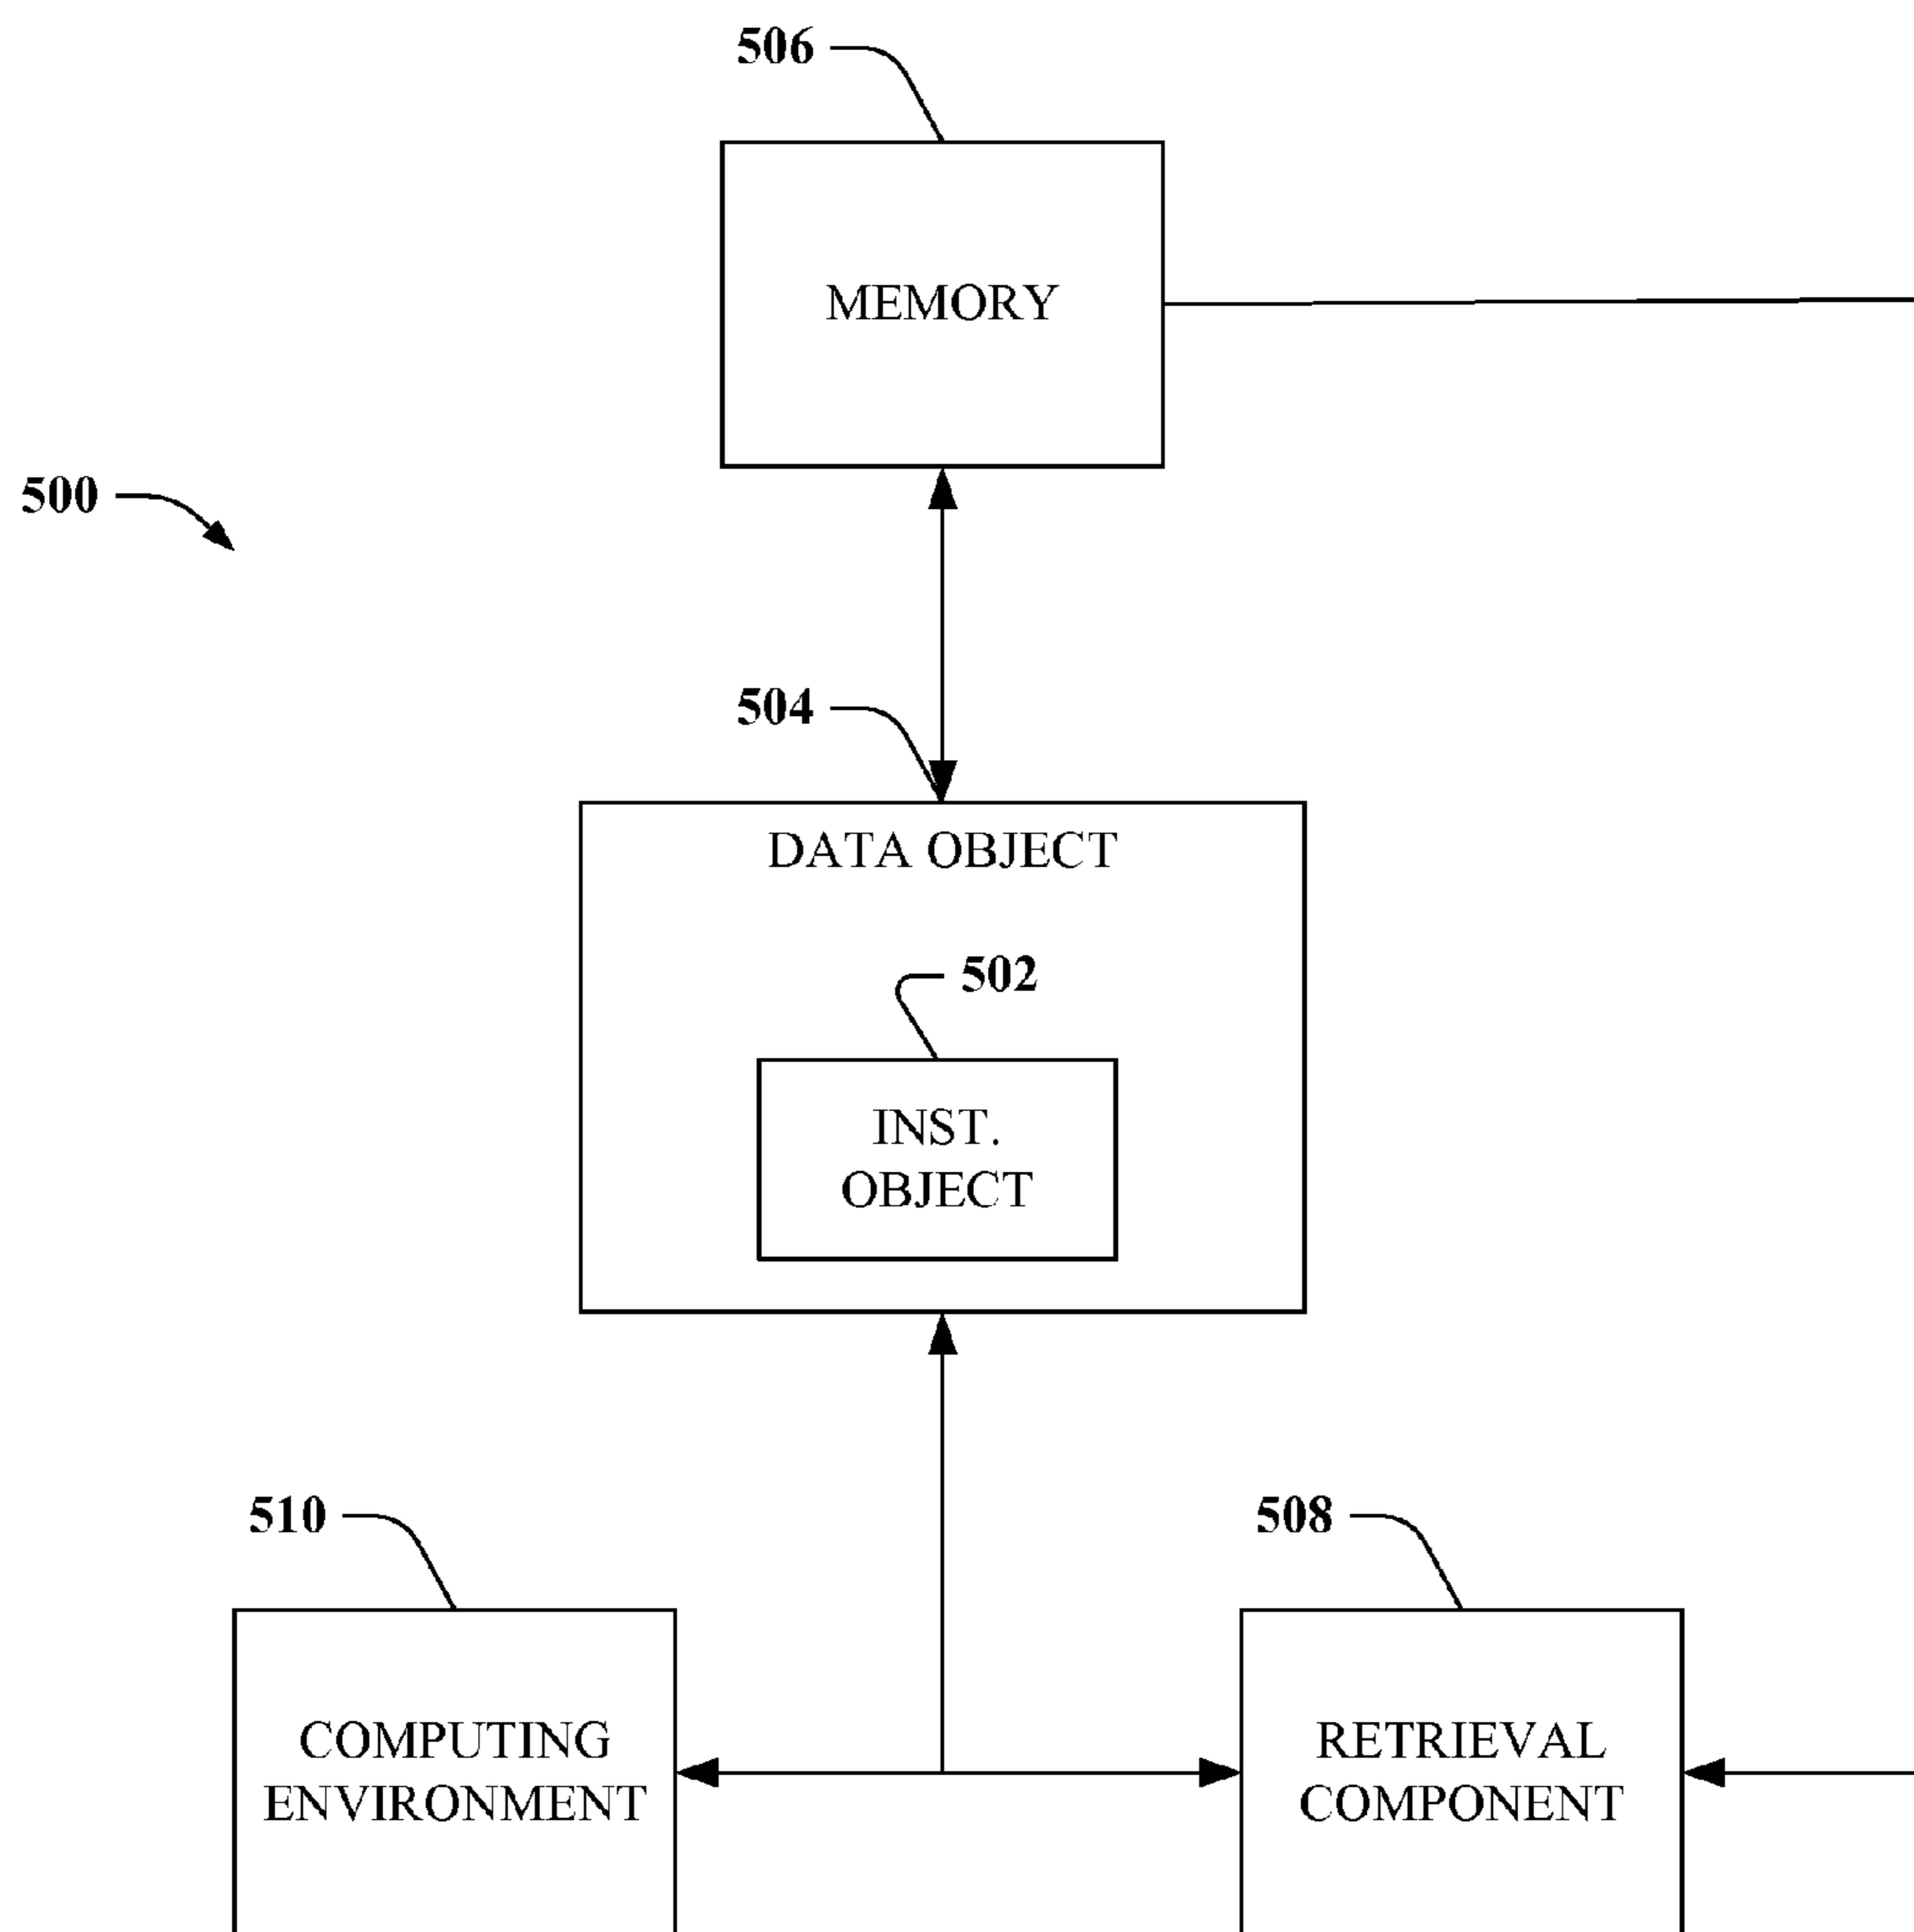 506
MEMORY
500
504
DATA OBJECT
502
INST.
OBJECT
510
508
COMPUTING
ENVIRONMENT
RETRIEVAL
COMPONENT